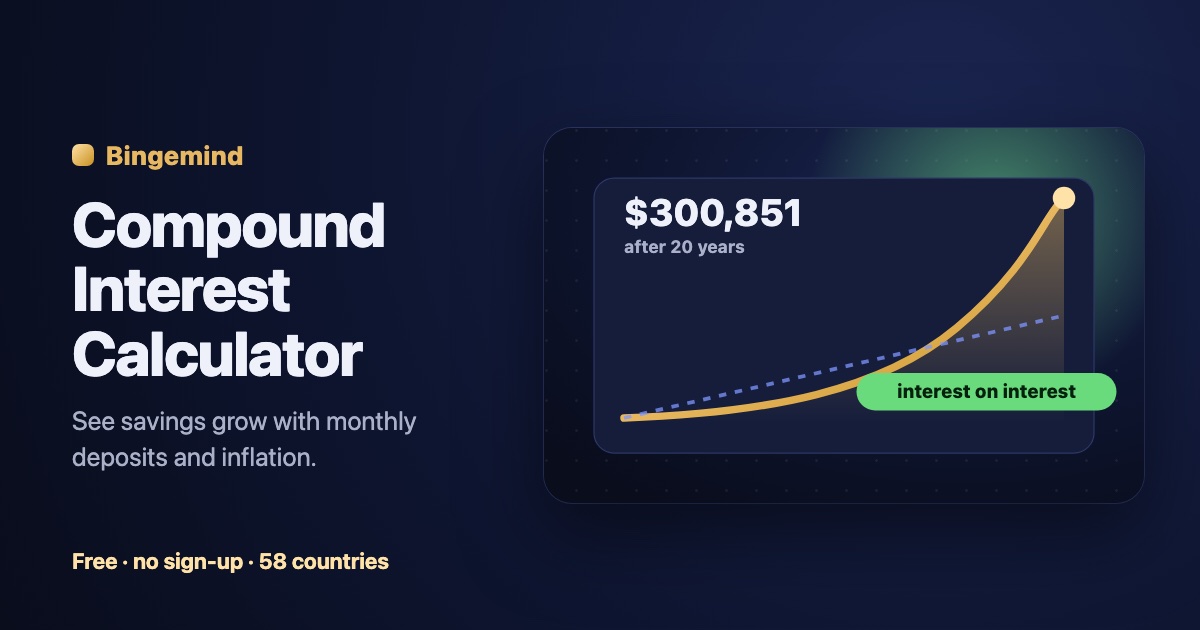 Bingemind
Compound
Interest
Calculator
See savings grow with monthly
deposits and inflation.
Free · no sign-up · 58 countries
$300,851
after 20 years
interest on interest